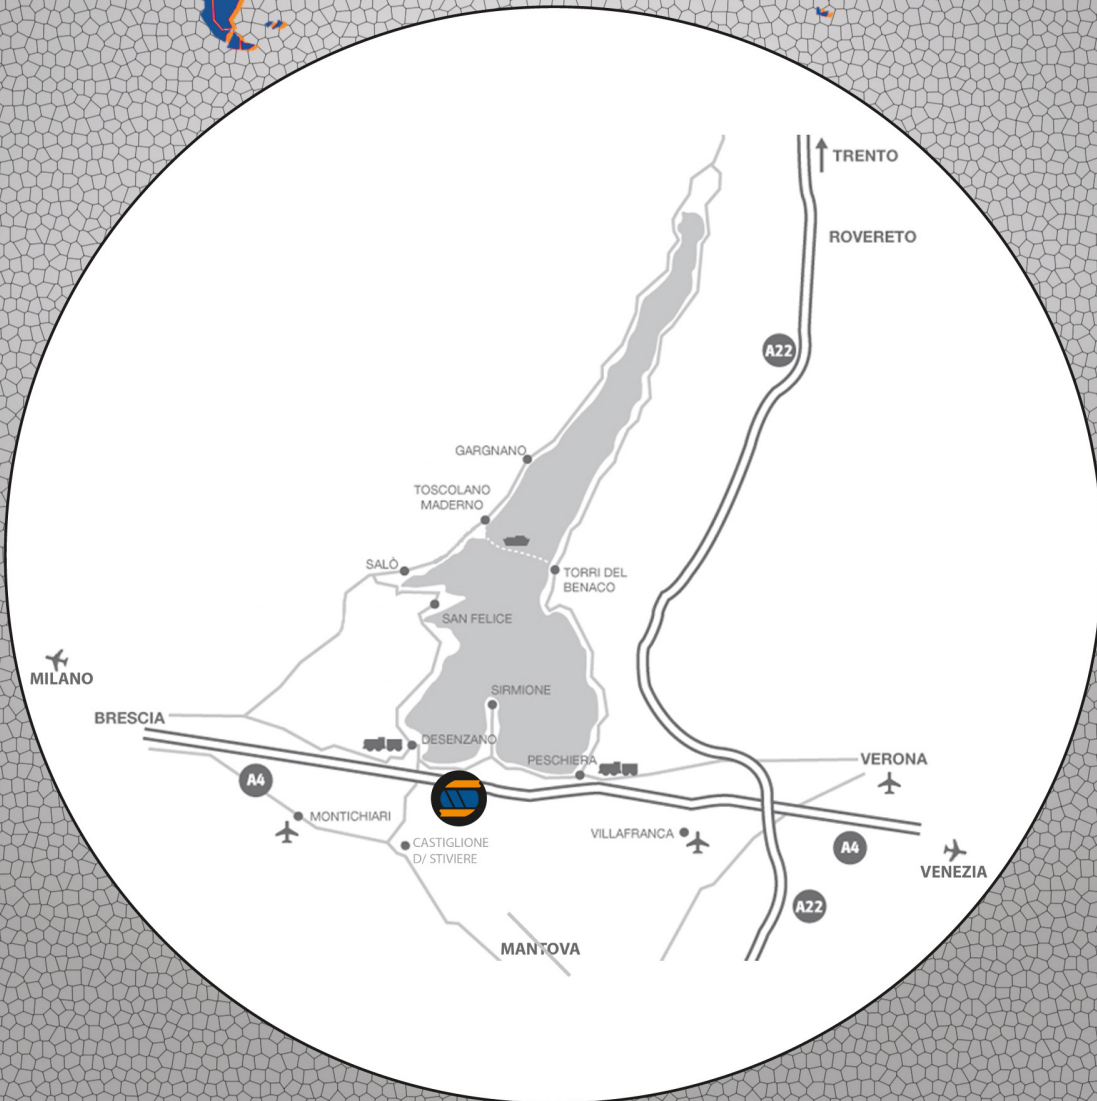 TRENTO
ROVERETO
A22
GARGNANO
TOSCOLANO
MADERNO
SALÒ
TORRI DEL
BENACO
SAN FELICE
MILANO
SIRMIONE
BRESCIA
DESENZANO
PESCHIERA
VERONA
A4
MONTICHIARI
VILLAFRANCA
CASTIGLIONE
D/ STIVIERE
A4
VENEZIA
A22
MANTOVA